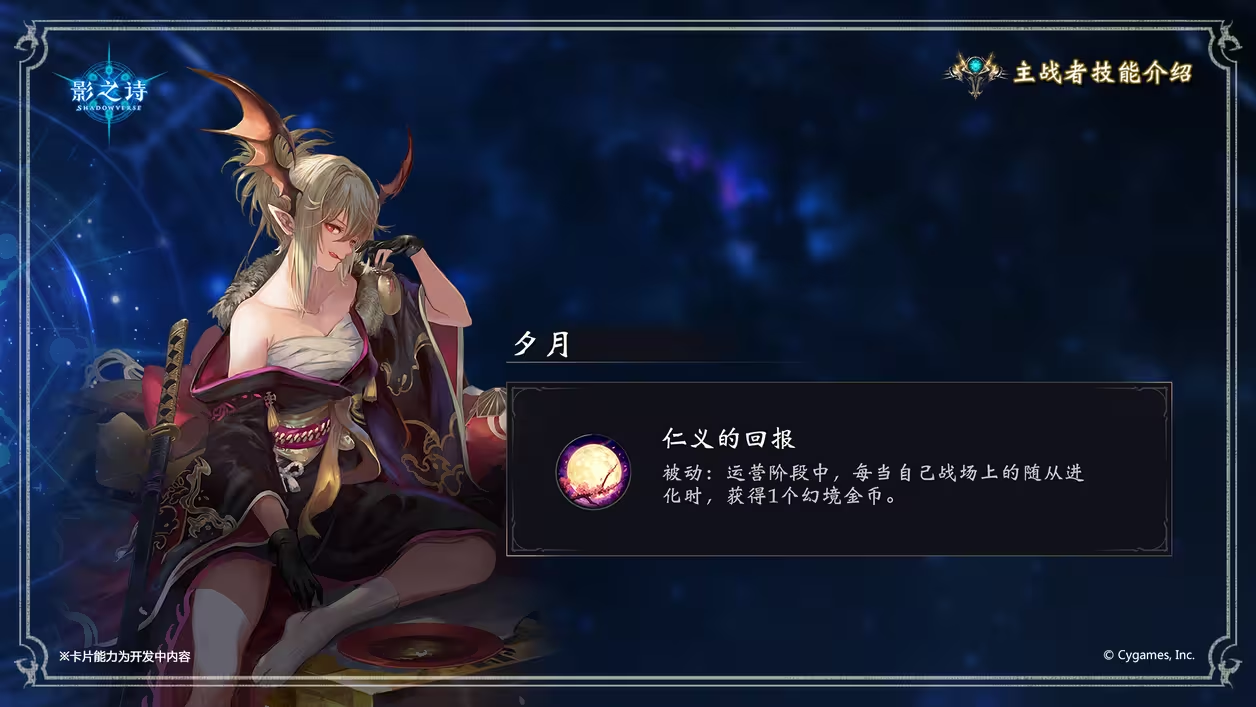 影之诗
SHADOWVERSE
主战者技能介绍
夕月
仁义的回报
被动：运营阶段中，每当自己战场上的随从进
化时，获得1个幻境金币。
※卡片能力为开发中内容
© Cygames, Inc.